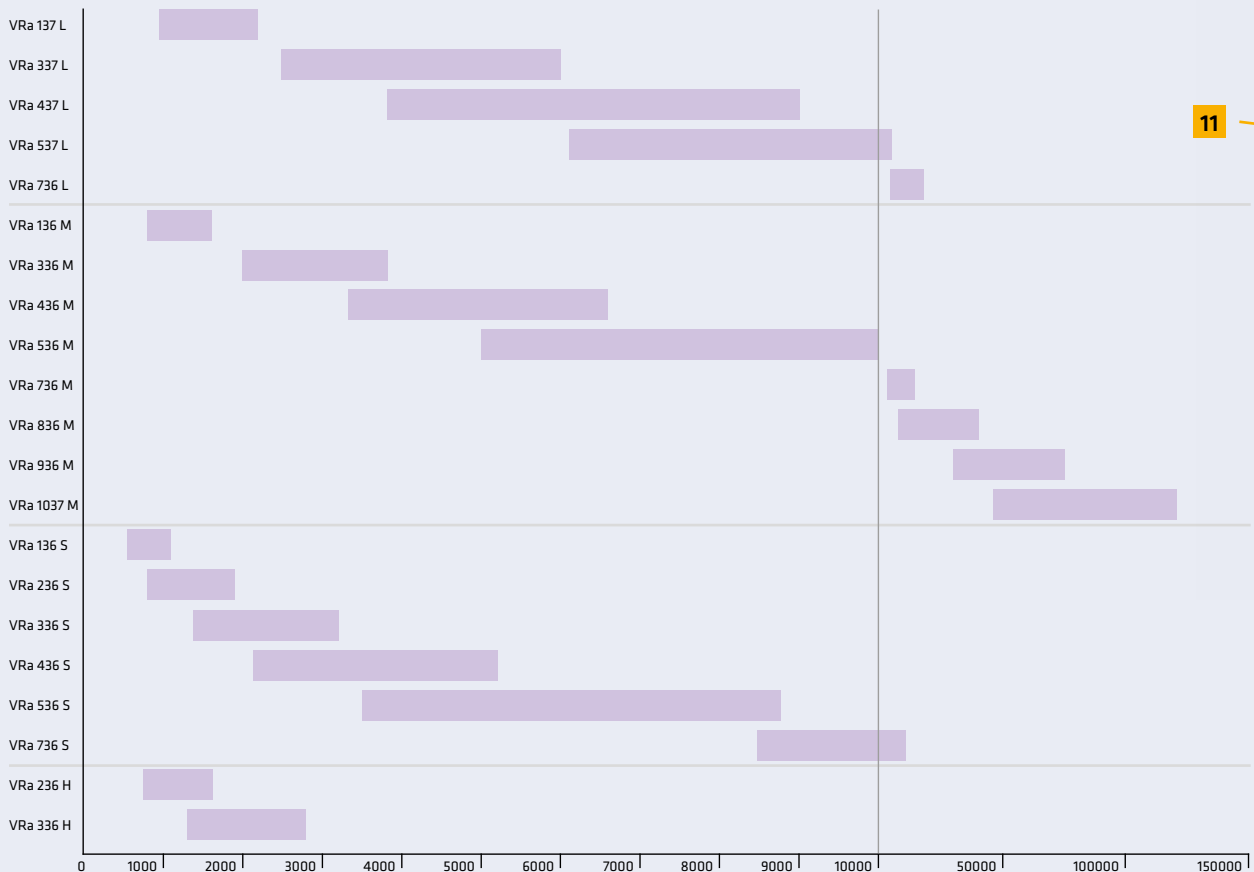 VRa 137 L
VRa 337 L
VRa 437 L
11
VRa 537 L
VRa 736 L
VRa 136 M
VRa 336 M
VRa 436 M
VRa 536 M
VRa 736 M
VRa 836 M
VRa 936 M
VRa 1037 M
VRa 136 S
VRa 236 S
VRa 336 S
VRa 436 S
VRa 536 S
VRa 736 S
VRa 236 H
VRa 336 H
0 1000 2000 3000 4000 5000 6000 7000 8000 9000 10000 50000 100000 150000